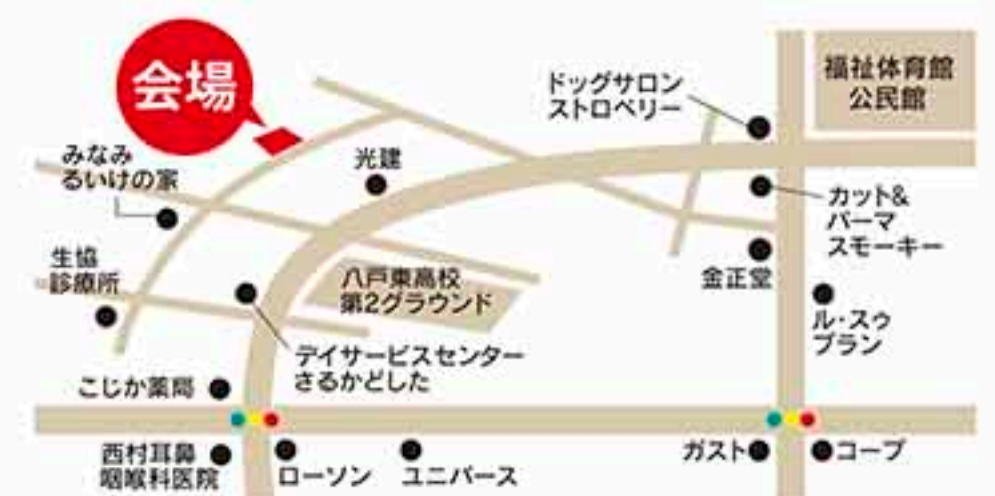 会場
福祉体育館
公民館
ドッグサロン
ストロベリー
みなみ
るいけの家
光建
カット&
パーマ
スモーキー
生協
診療所
八戸東高校
第2グラウンド
金正堂
ル・スゥ
ブラン
デイサービスセンター
さるかどした
こじか薬局
西村耳鼻
咽喉科医院
ローソン
ユニバース
ガスト
コープ